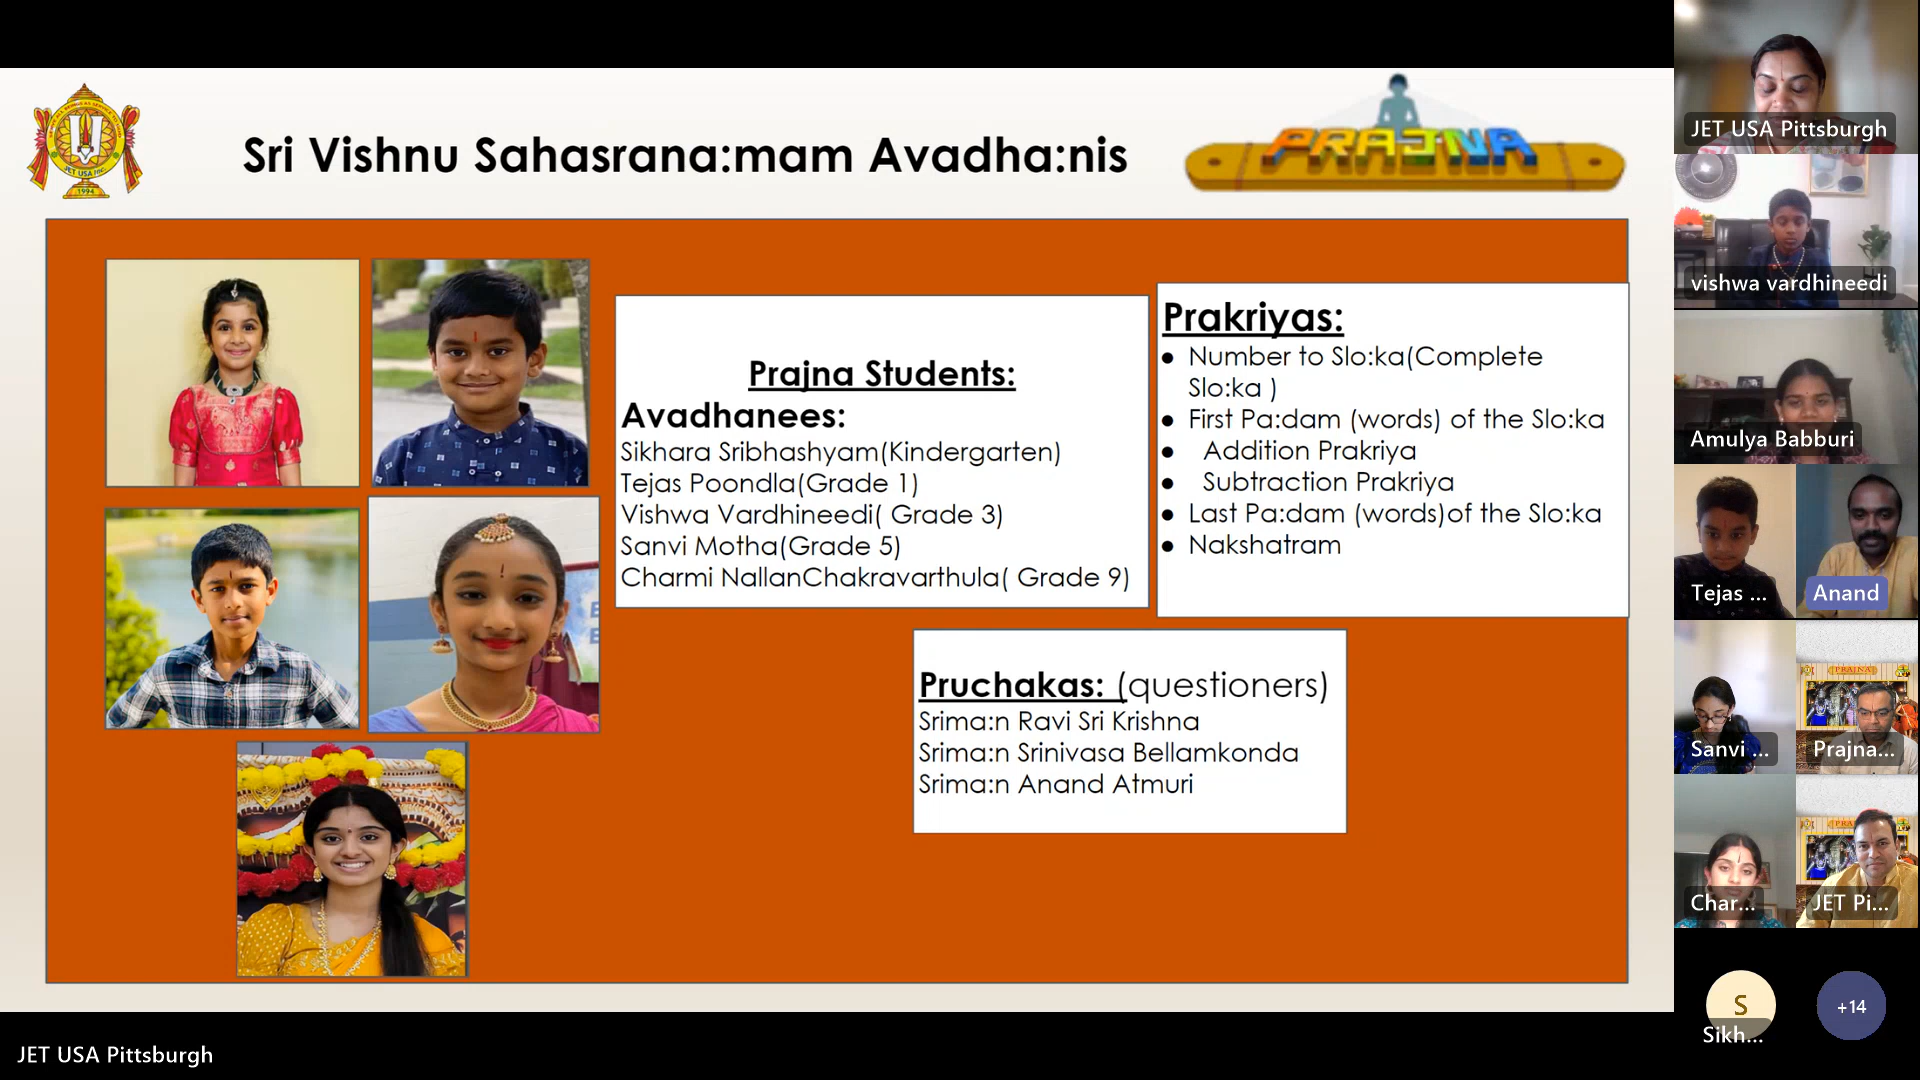 Sri Vishnu Sahasrana:mam Avadha:nis
PRAJNA
JET USA INC.
1994
Prajna Students:
Avadhanees:
Sikhara Sribhashyam(Kindergarten)
Tejas Poondla(Grade 1)
Vishwa Vardhineedi( Grade 3)
Sanvi Motha(Grade 5)
Charmi NallanChakravarthula( Grade 9)
Prakriyas:
● Number to Slo:ka(Complete
Slo:ka )
● First Pa:dam (words) of the Slo:ka
● Addition Prakriya
● Subtraction Prakriya
● Last Pa:dam (words)of the Slo:ka
● Nakshatram
Pruchakas: (questioners)
Srima:n Ravi Sri Krishna
Srima:n Srinivasa Bellamkonda
Srima:n Anand Atmuri
JET USA Pittsburgh
vishwa vardhineedi
Amulya Babburi
Tejas ...
Anand
Sanvi ...
Prajna...
Char...
JET Pi...
S
Sikh...
+14
JET USA Pittsburgh